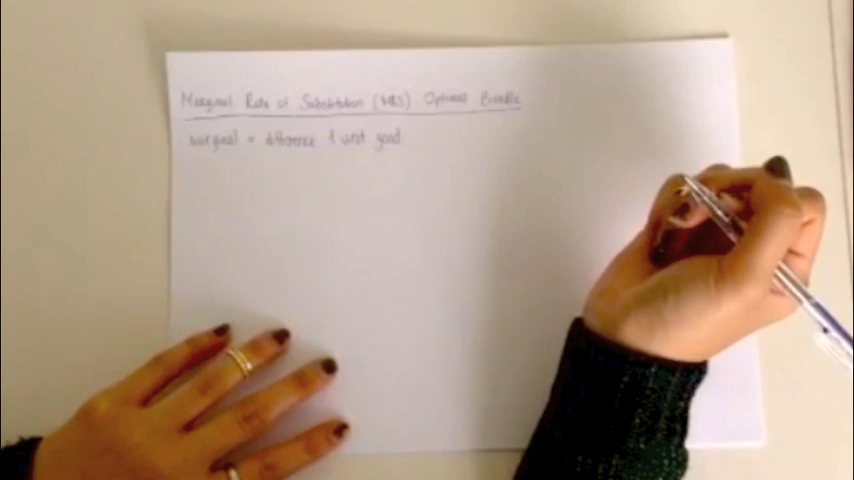 Marginal Rate of Substitution (MRS) Optimal Bundle
marginal = difference 1 unit good